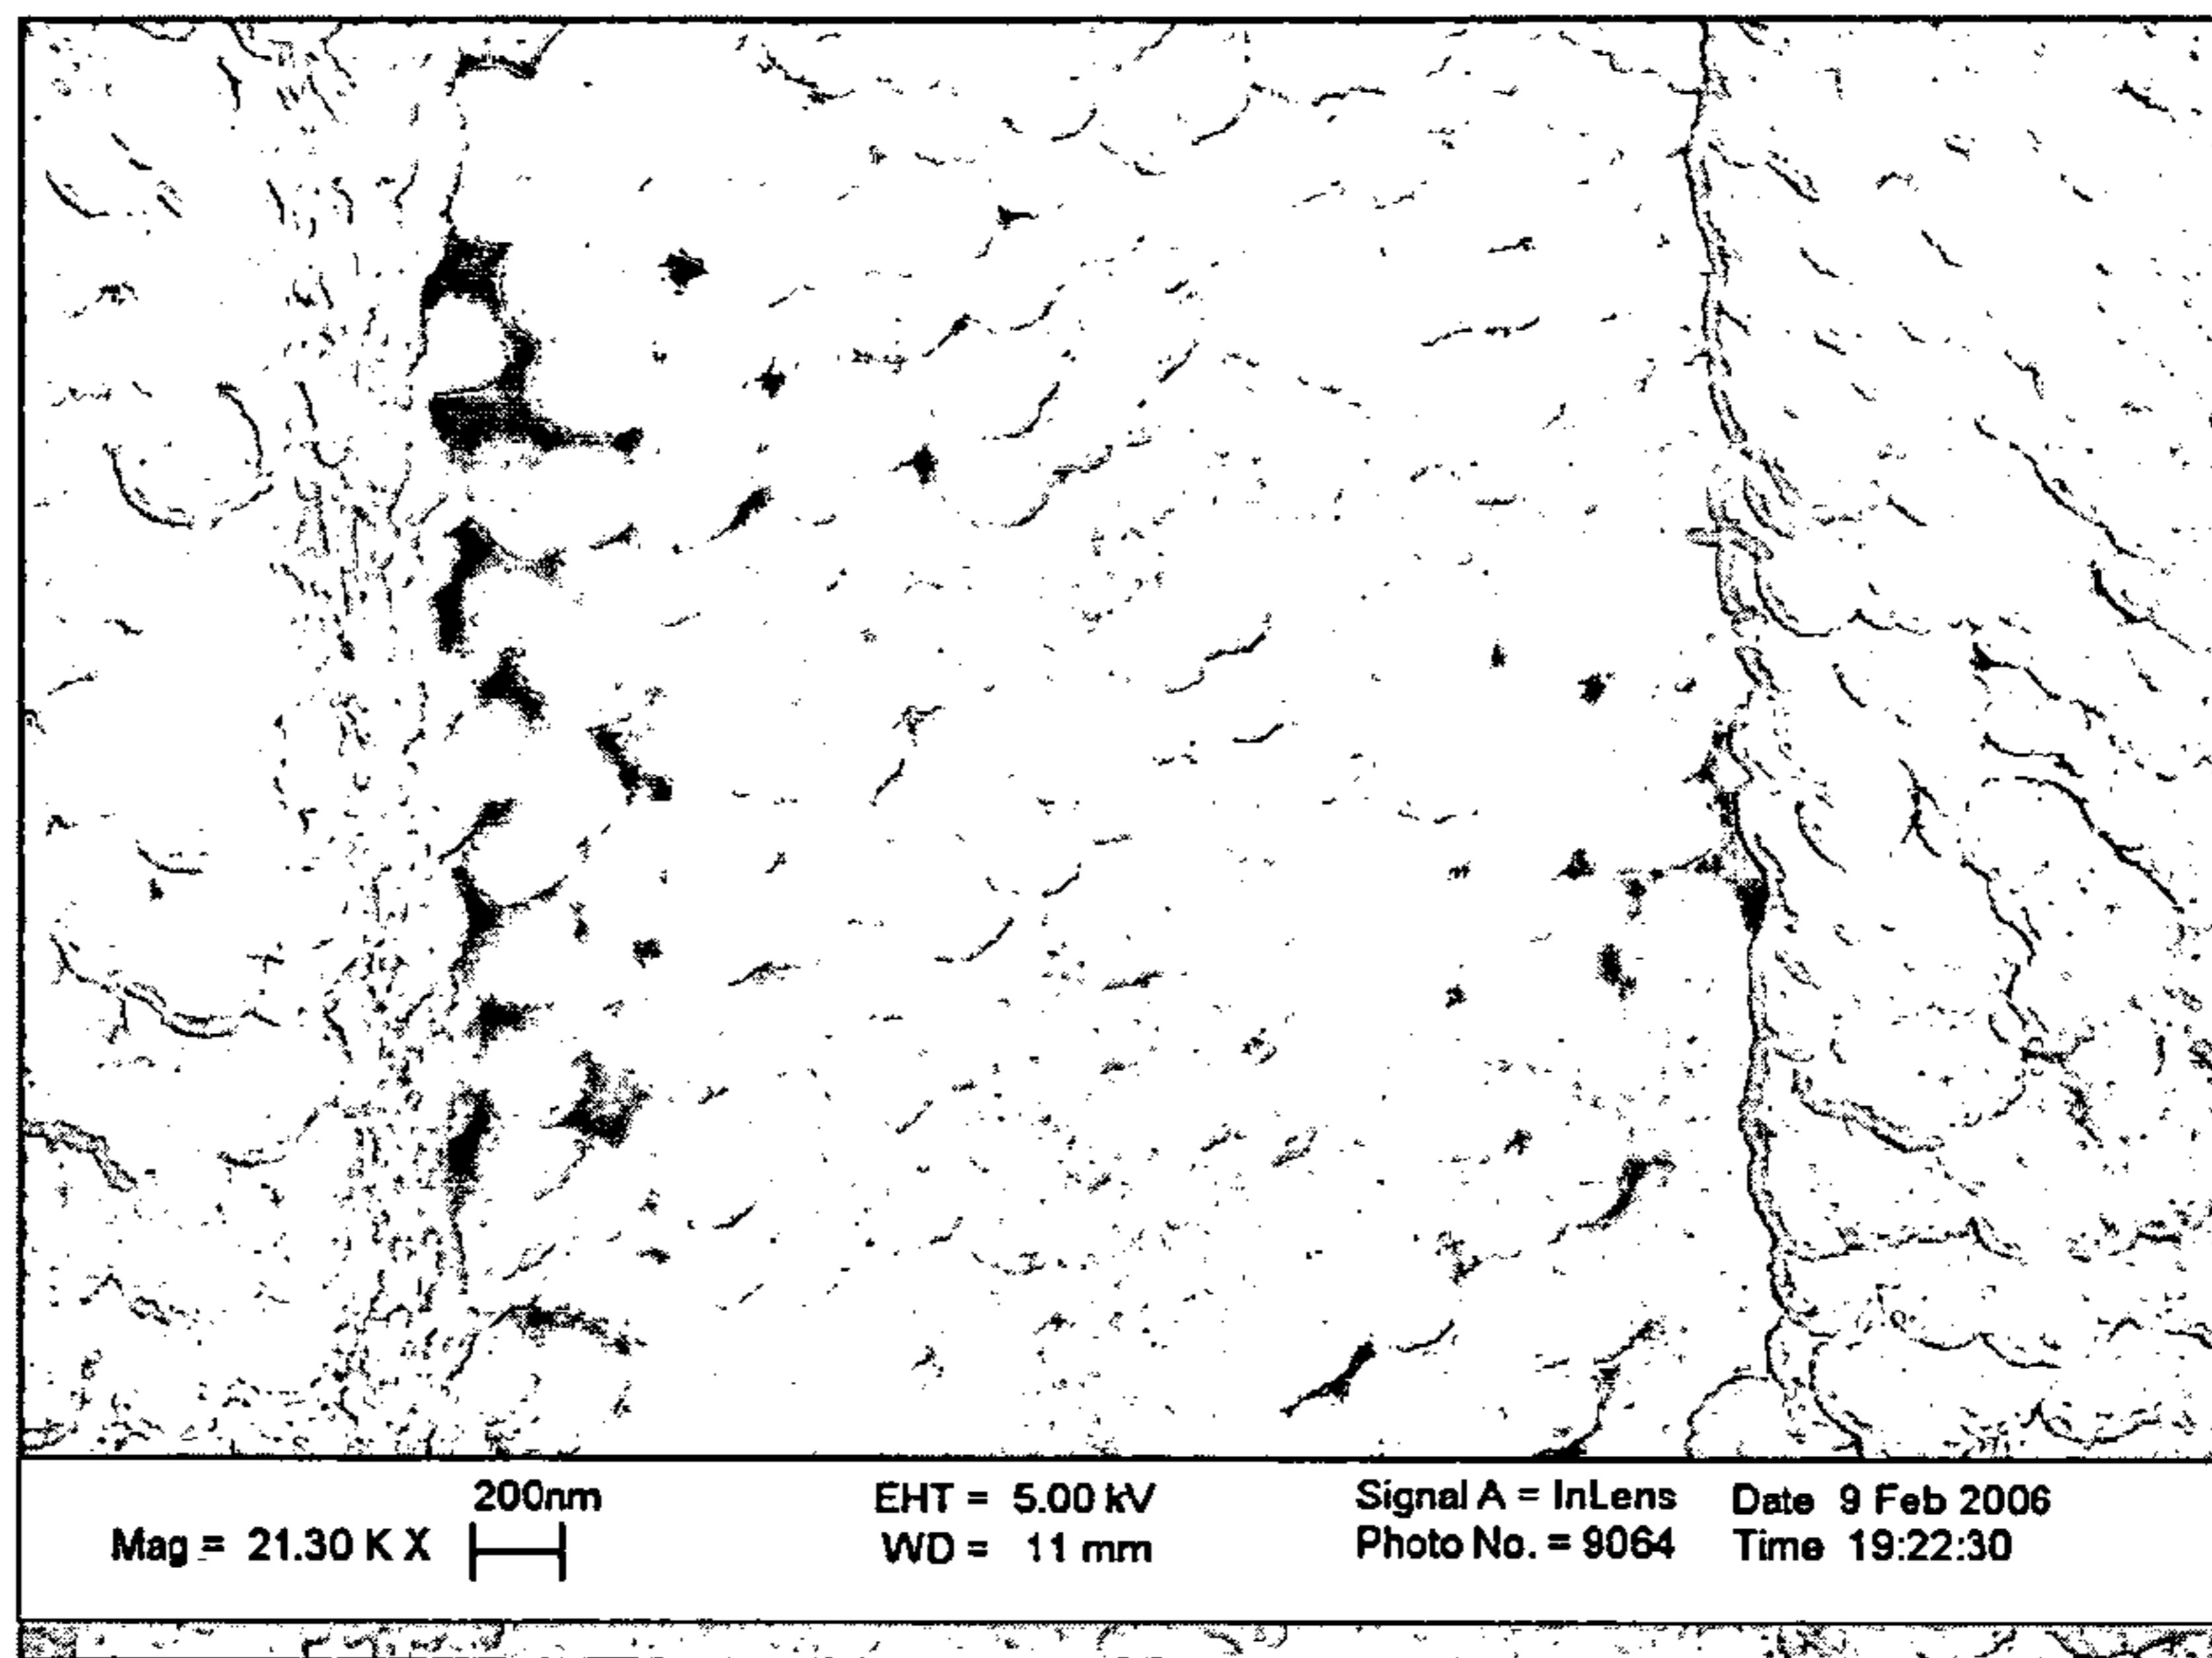 200nm
Mag = 21.30 K X
EHT = 5.00 kV
WD = 11 mm
Signal A = InLens
Photo No. = 9064
Date 9 Feb 2006
Time 19:22:30